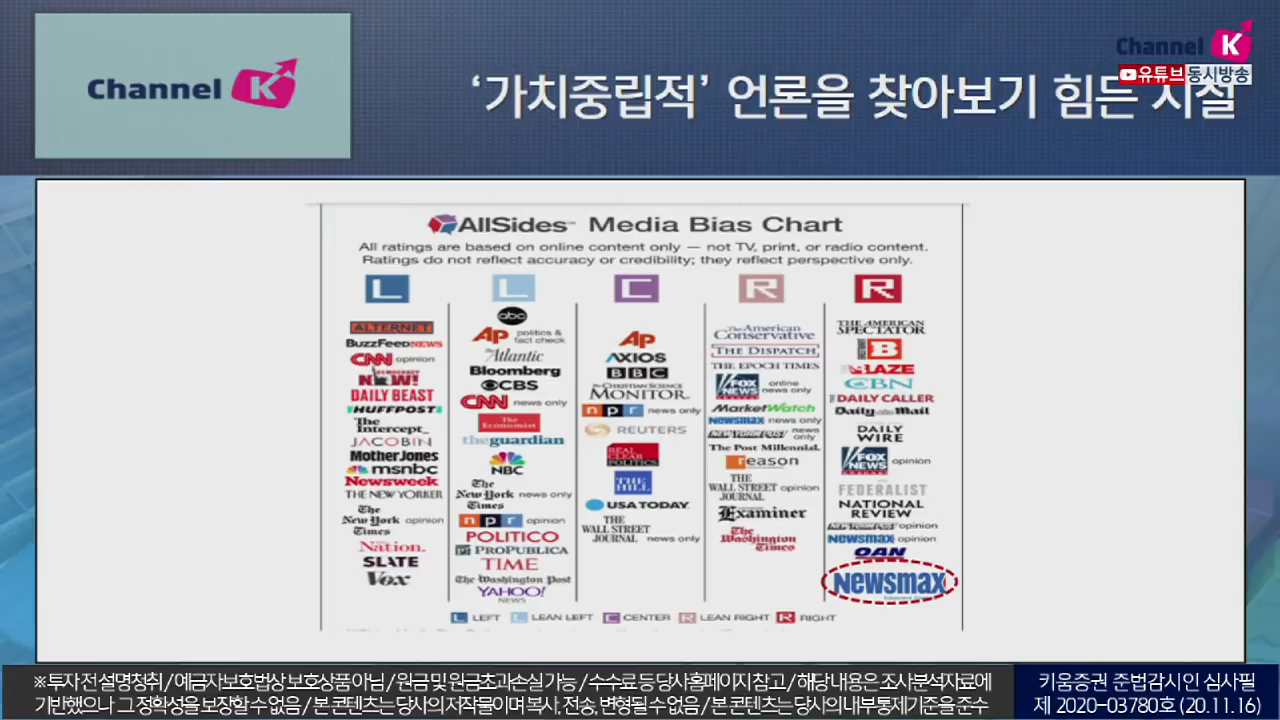 Channel K
Channel K
유튜브 동시방송
‘가치중립적’ 언론을 찾아보기 힘든 시절
AllSides™ Media Bias Chart
All ratings are based on online content only — not TV, print, or radio content.
Ratings do not reflect accuracy or credibility; they reflect perspective only.
L
ALTERNET
BuzzFeed NEWS
CNN opinion
DEMOCRACY NOW!
DAILY BEAST
HUFFPOST
The Intercept_
JACOBIN
Mother Jones
msnbc
Newsweek
THE NEW YORKER
The New York Times opinion
The Nation.
SLATE
Vox
L
abc
AP politics & fact check
The Atlantic
Bloomberg
CBS
CNN news only
The Economist
the guardian
NBC
The New York Times news only
npr opinion
POLITICO
PROPUBLICA
TIME
The Washington Post
YAHOO! NEWS
C
AP
AXIOS
BBC
The CHRISTIAN SCIENCE MONITOR
npr news only
REUTERS
REAL CLEAR POLITICS
THE HILL
USA TODAY
THE WALL STREET JOURNAL news only
R
The American Conservative
THE DISPATCH
THE EPOCH TIMES
FOX NEWS online news only
MarketWatch
Newsmax news only
NEW YORK POST news only
The Post Millennial.
reason
THE WALL STREET JOURNAL opinion
Examiner
The Washington Times
R
THE AMERICAN SPECTATOR
B
BLAZE
CBN
THE DAILY CALLER
Daily Mail
DAILY WIRE
FOX NEWS opinion
THE FEDERALIST
NATIONAL REVIEW
NEW YORK POST opinion
Newsmax opinion
OAN
Newsmax
L LEFT L LEAN LEFT C CENTER R LEAN RIGHT R RIGHT
※ 투자 전 설명청취 / 예금자보호법상 보호상품 아님 / 원금 및 원금초과손실 가능 / 수수료 등 당사홈페이지 참고 / 해당 내용은 조사분석자료에
기반했으나 그 정확성을 보장할 수 없음 / 본 콘텐츠는 당사의 저작물이며 복사, 전송, 변형될 수 없음 / 본 콘텐츠는 당사의 내부통제기준을 준수
키움증권 준법감시인 심사필
제 2020-03780호 (20.11.16)